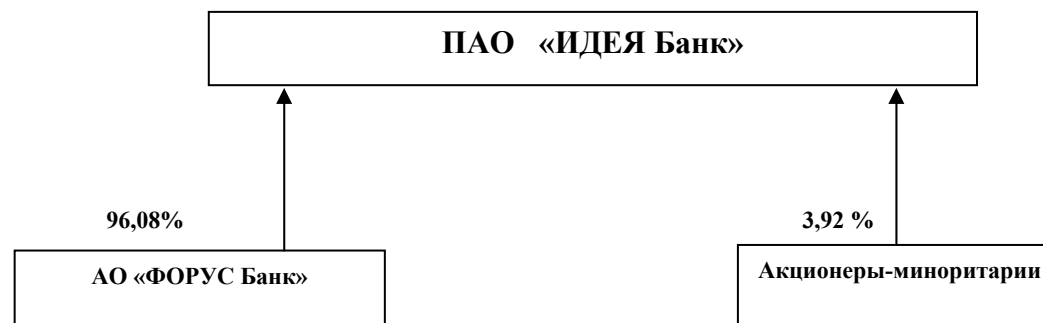 ПАО «ИДЕЯ Банк»
96,08%
3,92 %
АО «ФОРУС Банк»
Акционеры-миноритарии